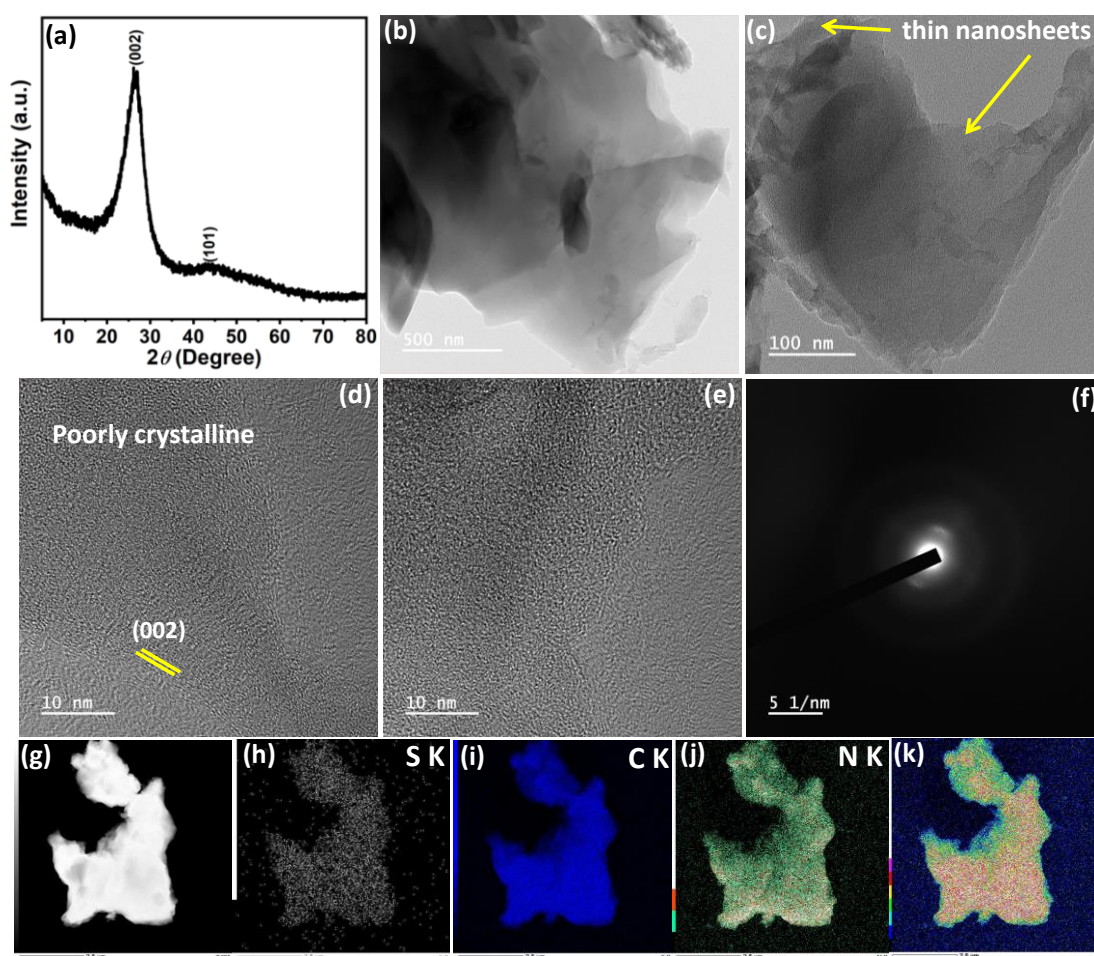 (a)
(002)
(101)
Intensity (a.u.)
10 20 30 40 50 60 70 80
2θ (Degree)
(b)
500 nm
(c)
thin nanosheets
100 nm
(d)
Poorly crystalline
(002)
10 nm
(e)
10 nm
(f)
5 1/nm
(g)
(h)
S K
(i)
C K
(j)
N K
(k)